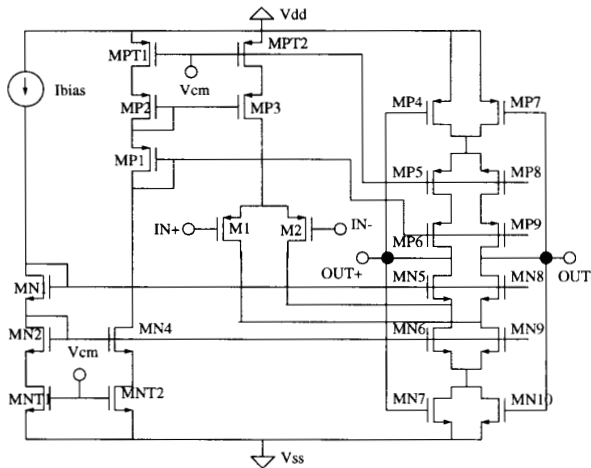 Vdd
MPT1
MPT2
Vcm
Ibias
MP2
MP3
MP4
MP7
MP1
MP5
MP8
IN+
M1
M2
IN-
MP6
MP9
OUT+
OUT
MN1
MN5
MN8
MN2
MN4
MN6
MN9
Vcm
MNT1
MNT2
MN7
MN10
Vss